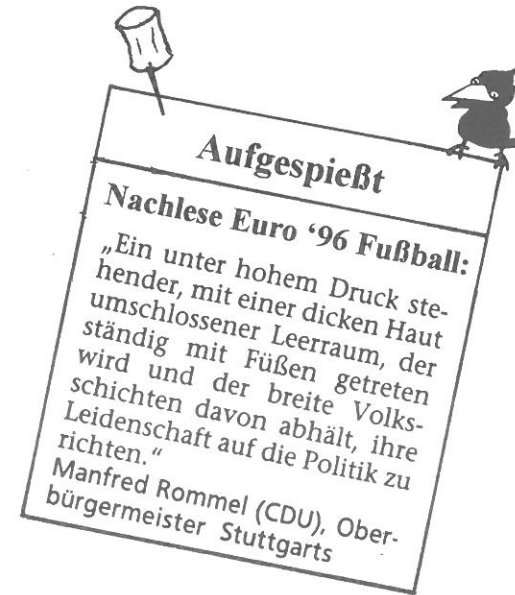 Aufgespießt
Nachlese Euro ‘96 Fußball:
„Ein unter hohem Druck ste-
hender, mit einer dicken Haut
umschlossener Leerraum, der
ständig mit Füßen getreten
wird und der breite Volks-
schichten davon abhält, ihre
Leidenschaft auf die Politik zu
richten.“
Manfred Rommel (CDU), Ober-
bürgermeister Stuttgarts